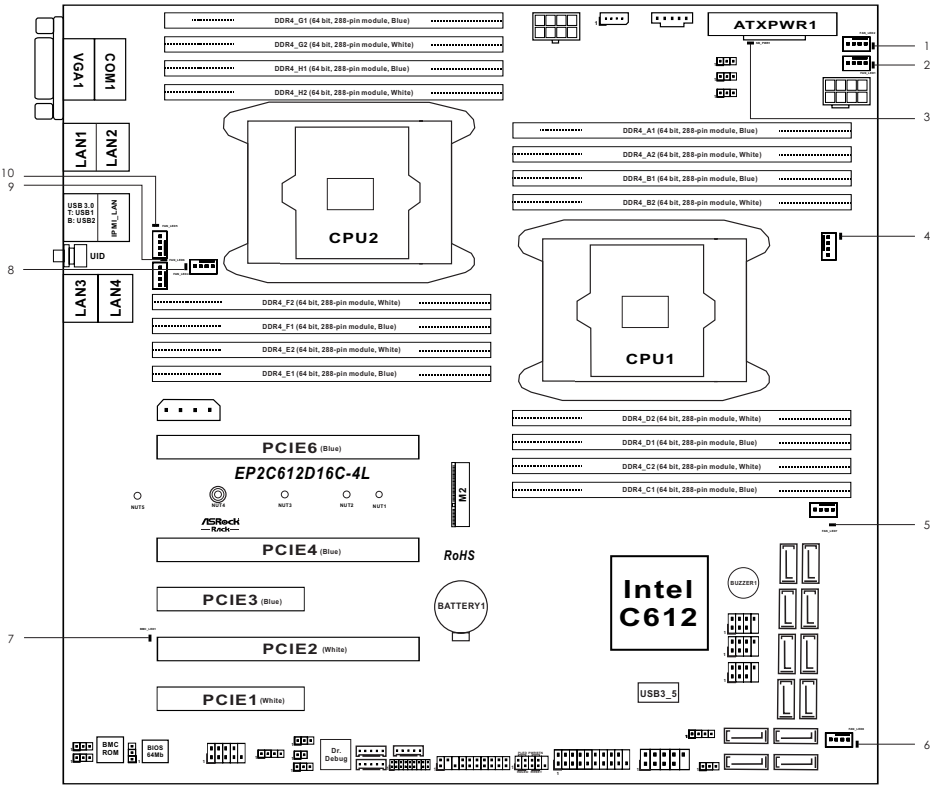 DDR4_G1 (64 bit, 288-pin module, Blue)
DDR4_G2 (64 bit, 288-pin module, White)
DDR4_H1 (64 bit, 288-pin module, Blue)
DDR4_H2 (64 bit, 288-pin module, White)
ATXPWR1
1
2
3
VGA1
COM1
LAN1
LAN2
DDR4_A1 (64 bit, 288-pin module, Blue)
DDR4_A2 (64 bit, 288-pin module, White)
DDR4_B1 (64 bit, 288-pin module, Blue)
DDR4_B2 (64 bit, 288-pin module, White)
10
9
USB 3.0
T: USB1
B: USB2
IPMI_LAN
CPU2
4
UID
8
LAN3
LAN4
DDR4_F2 (64 bit, 288-pin module, White)
DDR4_F1 (64 bit, 288-pin module, Blue)
DDR4_E2 (64 bit, 288-pin module, White)
DDR4_E1 (64 bit, 288-pin module, Blue)
CPU1
DDR4_D2 (64 bit, 288-pin module, White)
DDR4_D1 (64 bit, 288-pin module, Blue)
DDR4_C2 (64 bit, 288-pin module, White)
DDR4_C1 (64 bit, 288-pin module, Blue)
PCIE6 (Blue)
EP2C612D16C-4L
M2
NUT5
NUT4
NUT3
NUT2
NUT1
ASRock
Rack
5
PCIE4 (Blue)
RoHS
Intel
C612
BUZZER1
PCIE3 (Blue)
BATTERY1
7
BMC_LED1
PCIE2 (White)
PCIE1 (White)
USB3_5
BMC
ROM
BIOS
64Mb
Dr.
Debug
6